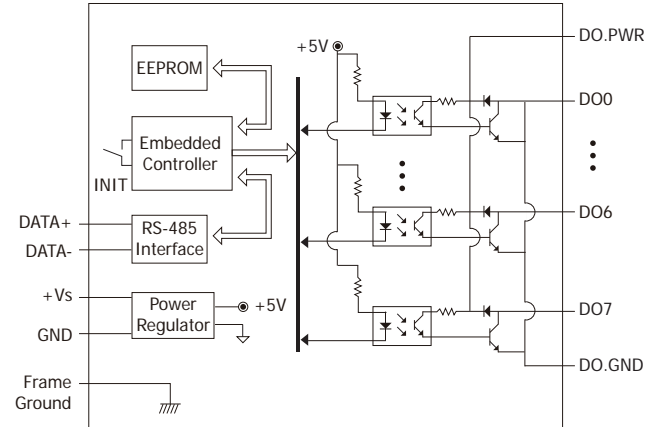 EEPROM
Embedded
Controller
INIT
RS-485
Interface
DATA+
DATA-
+Vs
GND
Power
Regulator
+5V
Frame
Ground
+5V
DO.PWR
DO0
DO6
DO7
DO.GND